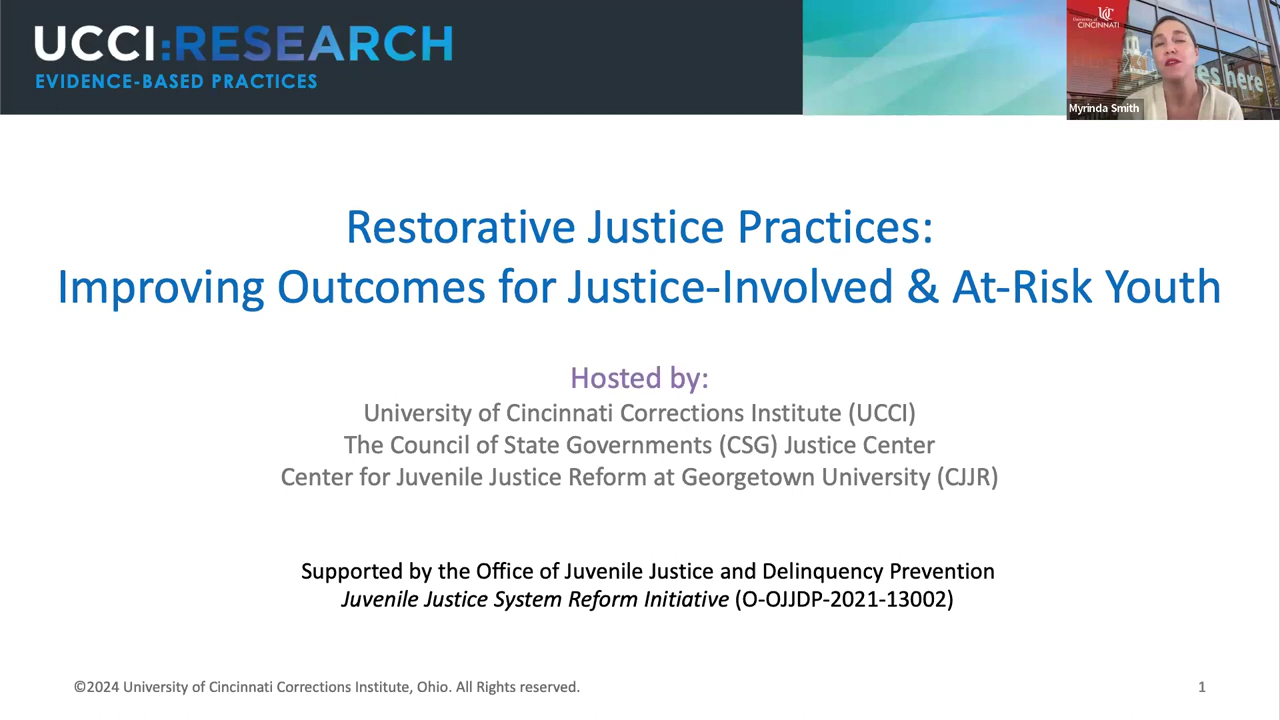 UCCI:RESEARCH
EVIDENCE-BASED PRACTICES
University of
CINCINNATI
es here
Myrinda Smith
Restorative Justice Practices:
Improving Outcomes for Justice-Involved & At-Risk Youth
Hosted by:
University of Cincinnati Corrections Institute (UCCI)
The Council of State Governments (CSG) Justice Center
Center for Juvenile Justice Reform at Georgetown University (CJJR)
Supported by the Office of Juvenile Justice and Delinquency Prevention
Juvenile Justice System Reform Initiative (O-OJJDP-2021-13002)
©2024 University of Cincinnati Corrections Institute, Ohio. All Rights reserved.
1